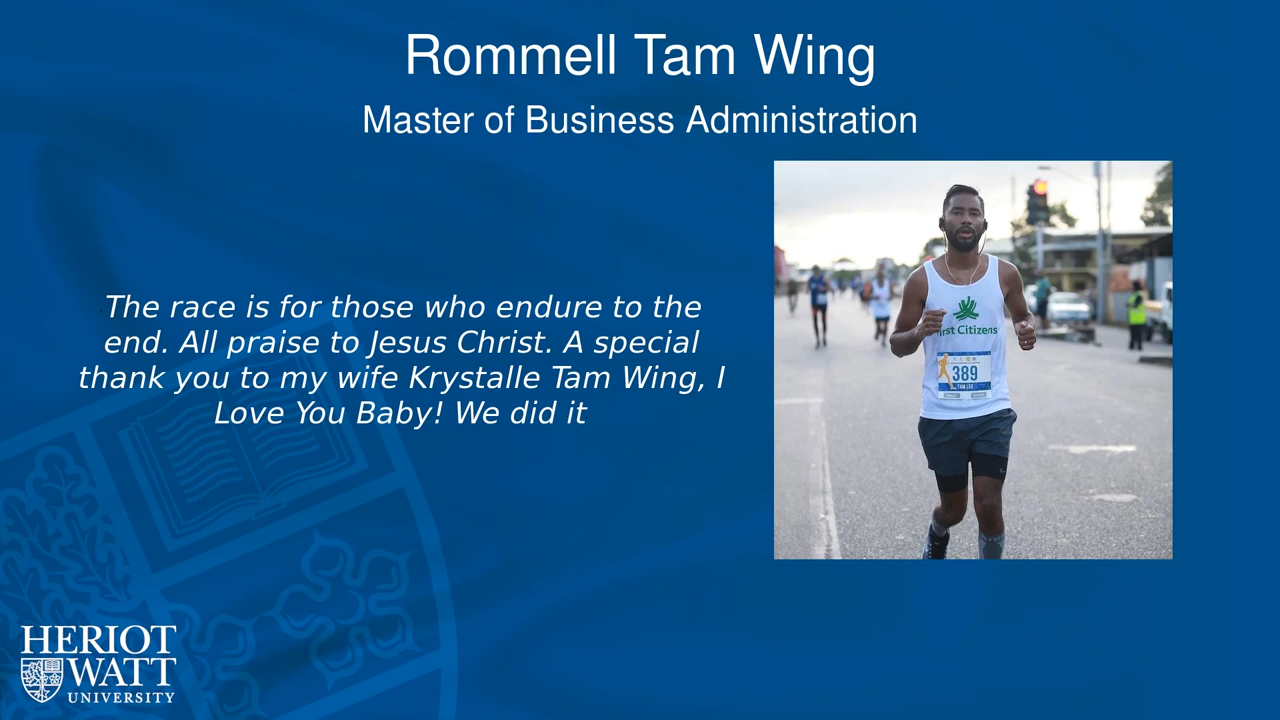 Rommell Tam Wing
Master of Business Administration
The race is for those who endure to the
end. All praise to Jesus Christ. A special
thank you to my wife Krystalle Tam Wing, I
Love You Baby! We did it
rst Citizens
389
HERIOT
WATT
UNIVERSITY